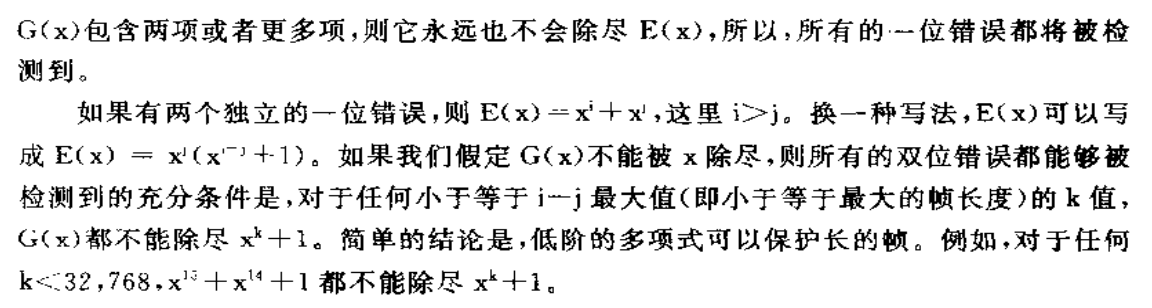 G(x)包含两项或者更多项,则它永远也不会除尽 E(x),所以,所有的一位错误都将被检
测到。
如果有两个独立的一位错误,则 E(x)=xⁱ+xʲ,这里 i>j。换一种写法,E(x)可以写
成 E(x) = xʲ(xⁱ⁻ʲ+1)。如果我们假定 G(x)不能被 x 除尽,则所有的双位错误都能够被
检测到的充分条件是,对于任何小于等于 i-j 最大值(即小于等于最大的帧长度)的 k 值,
G(x)都不能除尽 xᵏ+1。简单的结论是,低阶的多项式可以保护长的帧。例如,对于任何
k<32,768,x¹⁵+x¹⁴+1 都不能除尽 xᵏ+1。